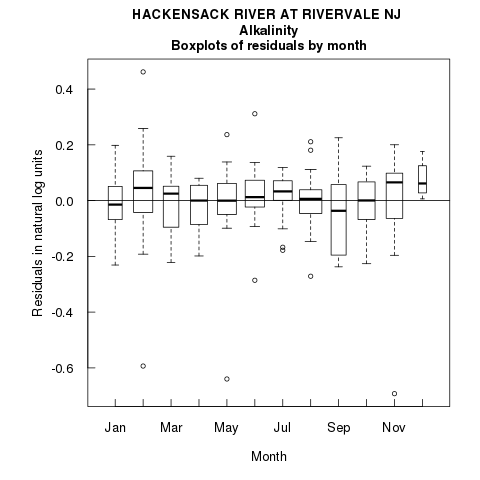 HACKENSACK RIVER AT RIVERVALE NJ
Alkalinity
Boxplots of residuals by month
Residuals in natural log units
0.4
0.2
0.0
-0.2
-0.4
-0.6
Jan Mar May Jul Sep Nov
Month